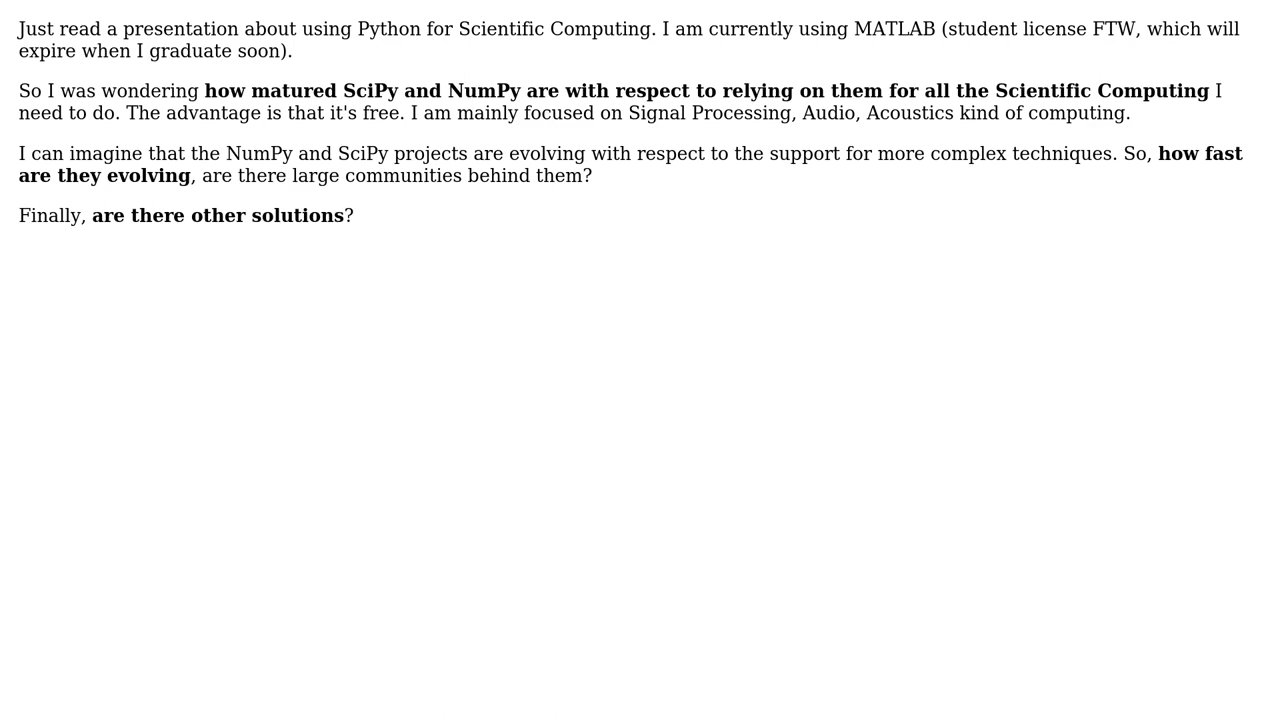 Just read a presentation about using Python for Scientific Computing. I am currently using MATLAB (student license FTW, which will
expire when I graduate soon).
So I was wondering how matured SciPy and NumPy are with respect to relying on them for all the Scientific Computing I
need to do. The advantage is that it's free. I am mainly focused on Signal Processing, Audio, Acoustics kind of computing.
I can imagine that the NumPy and SciPy projects are evolving with respect to the support for more complex techniques. So, how fast
are they evolving, are there large communities behind them?
Finally, are there other solutions?